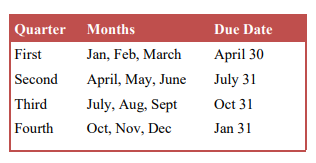 Quarter Months Due Date
First Jan, Feb, March April 30
Second April, May, June July 31
Third July, Aug, Sept Oct 31
Fourth Oct, Nov, Dec Jan 31